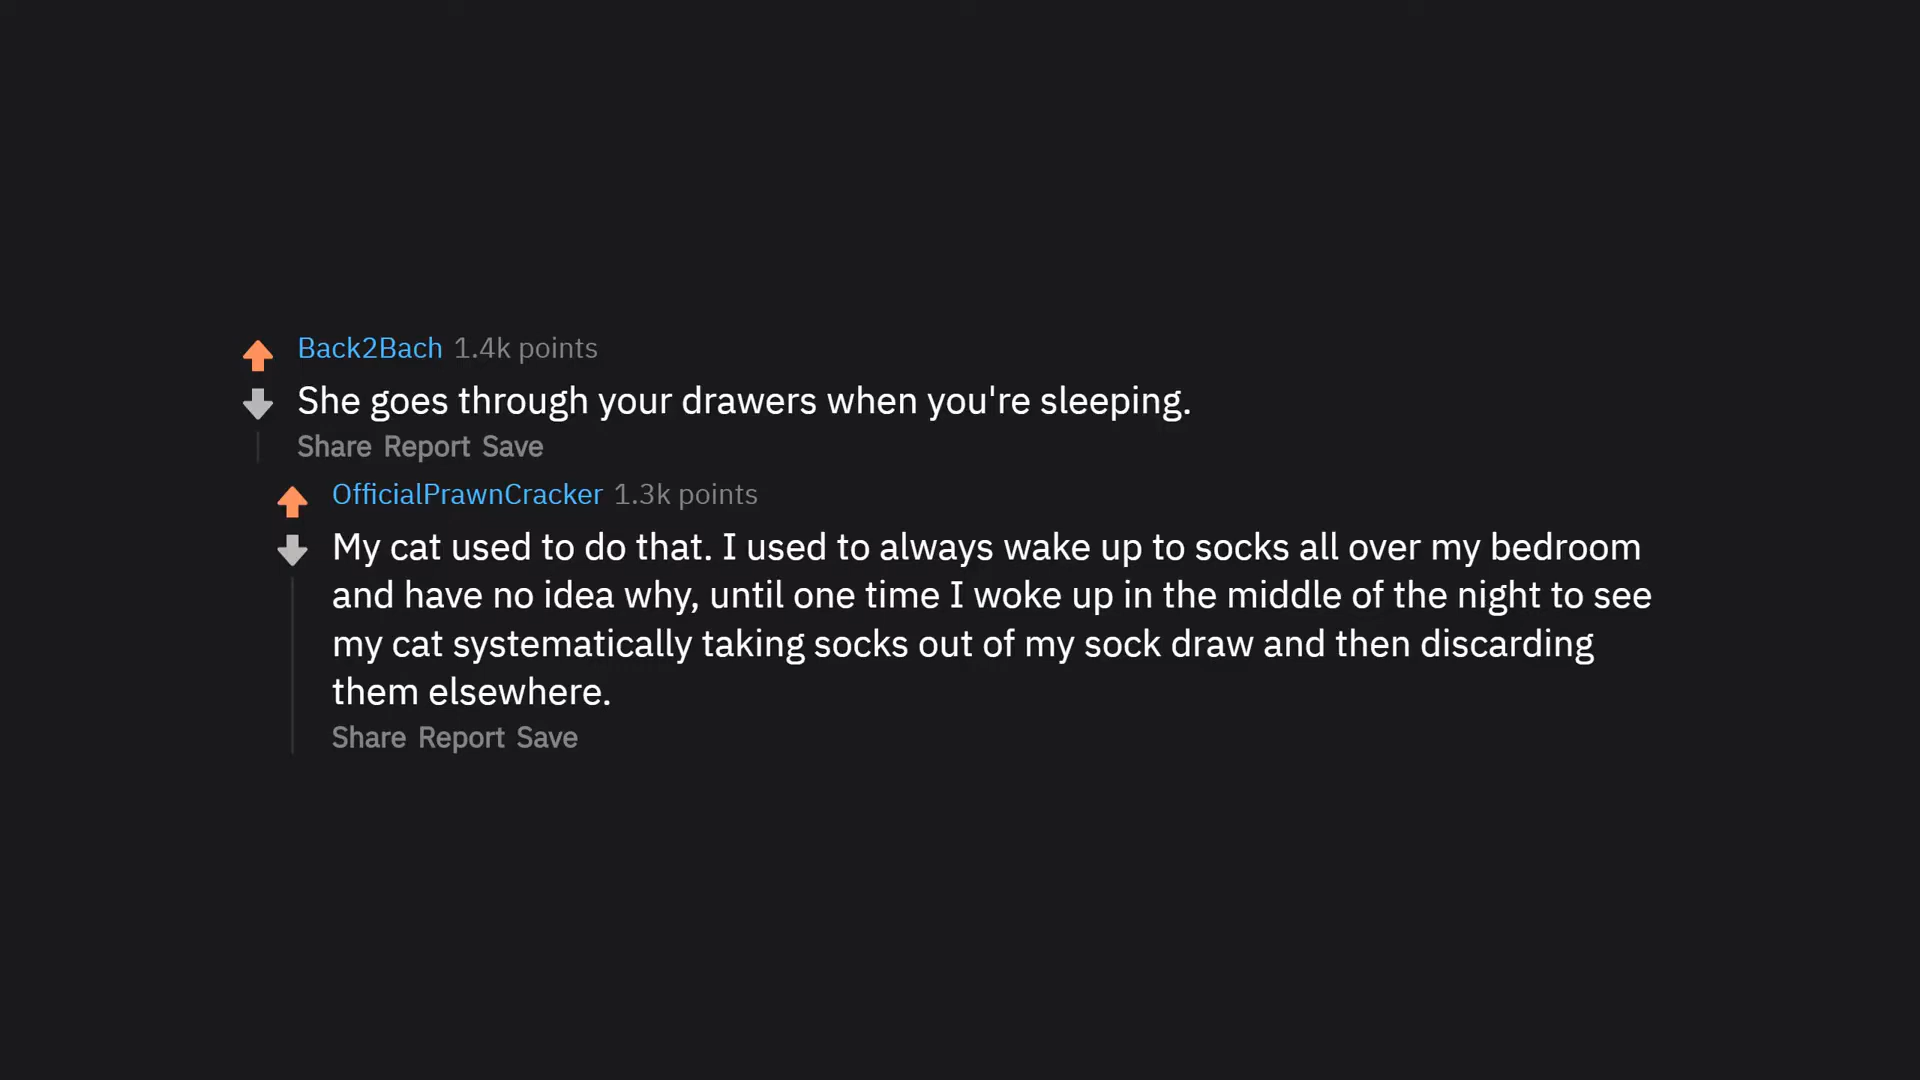 Back2Bach 1.4k points
She goes through your drawers when you're sleeping.
Share Report Save
OfficialPrawnCracker 1.3k points
My cat used to do that. I used to always wake up to socks all over my bedroom
and have no idea why, until one time I woke up in the middle of the night to see
my cat systematically taking socks out of my sock draw and then discarding
them elsewhere.
Share Report Save